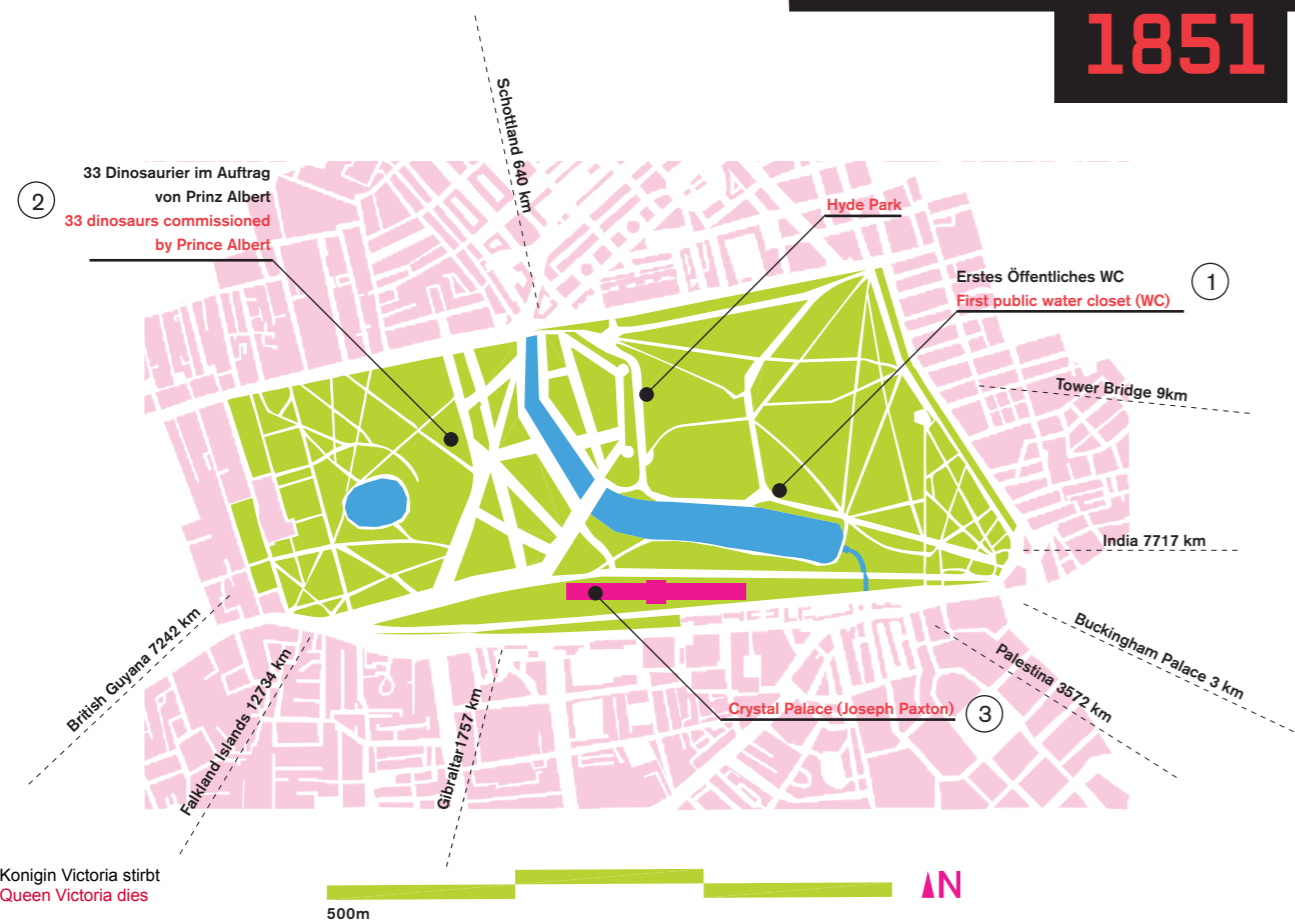 1851
Schottland 640 km
2
33 Dinosaurier im Auftrag
von Prinz Albert
33 dinosaurs commissioned
by Prince Albert
Hyde Park
Erstes Öffentliches WC
First public water closet (WC)
1
Tower Bridge 9km
India 7717 km
Buckingham Palace 3 km
Palestina 3572 km
British Guyana 7242 km
Falkland Islands 12734 km
Gibraltar1757 km
Crystal Palace (Joseph Paxton)
3
Konigin Victoria stirbt
Queen Victoria dies
500m
N